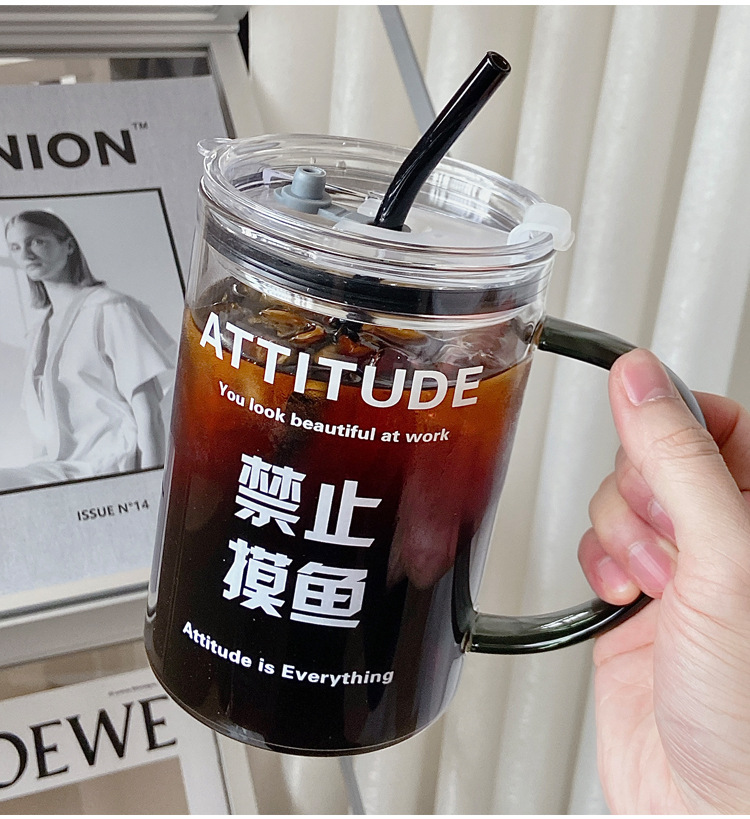 NION™
ISSUE N°14
OEWE
ATTITUDE
You look beautiful at work
禁止
摸鱼
Attitude is Everything